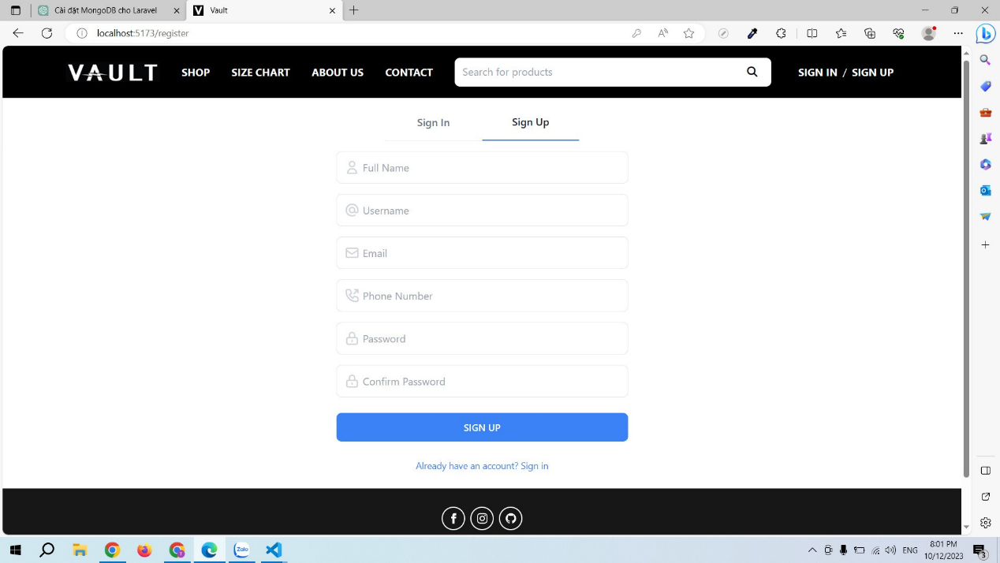 Cài đặt MongoDB cho Laravel
Vault
localhost:5173/register
VAULT
SHOP
SIZE CHART
ABOUT US
CONTACT
Search for products
SIGN IN / SIGN UP
Sign In
Sign Up
Full Name
Username
Email
Phone Number
Password
Confirm Password
SIGN UP
Already have an account? Sign in
Zalo
ENG
8:01 PM
10/12/2023
3